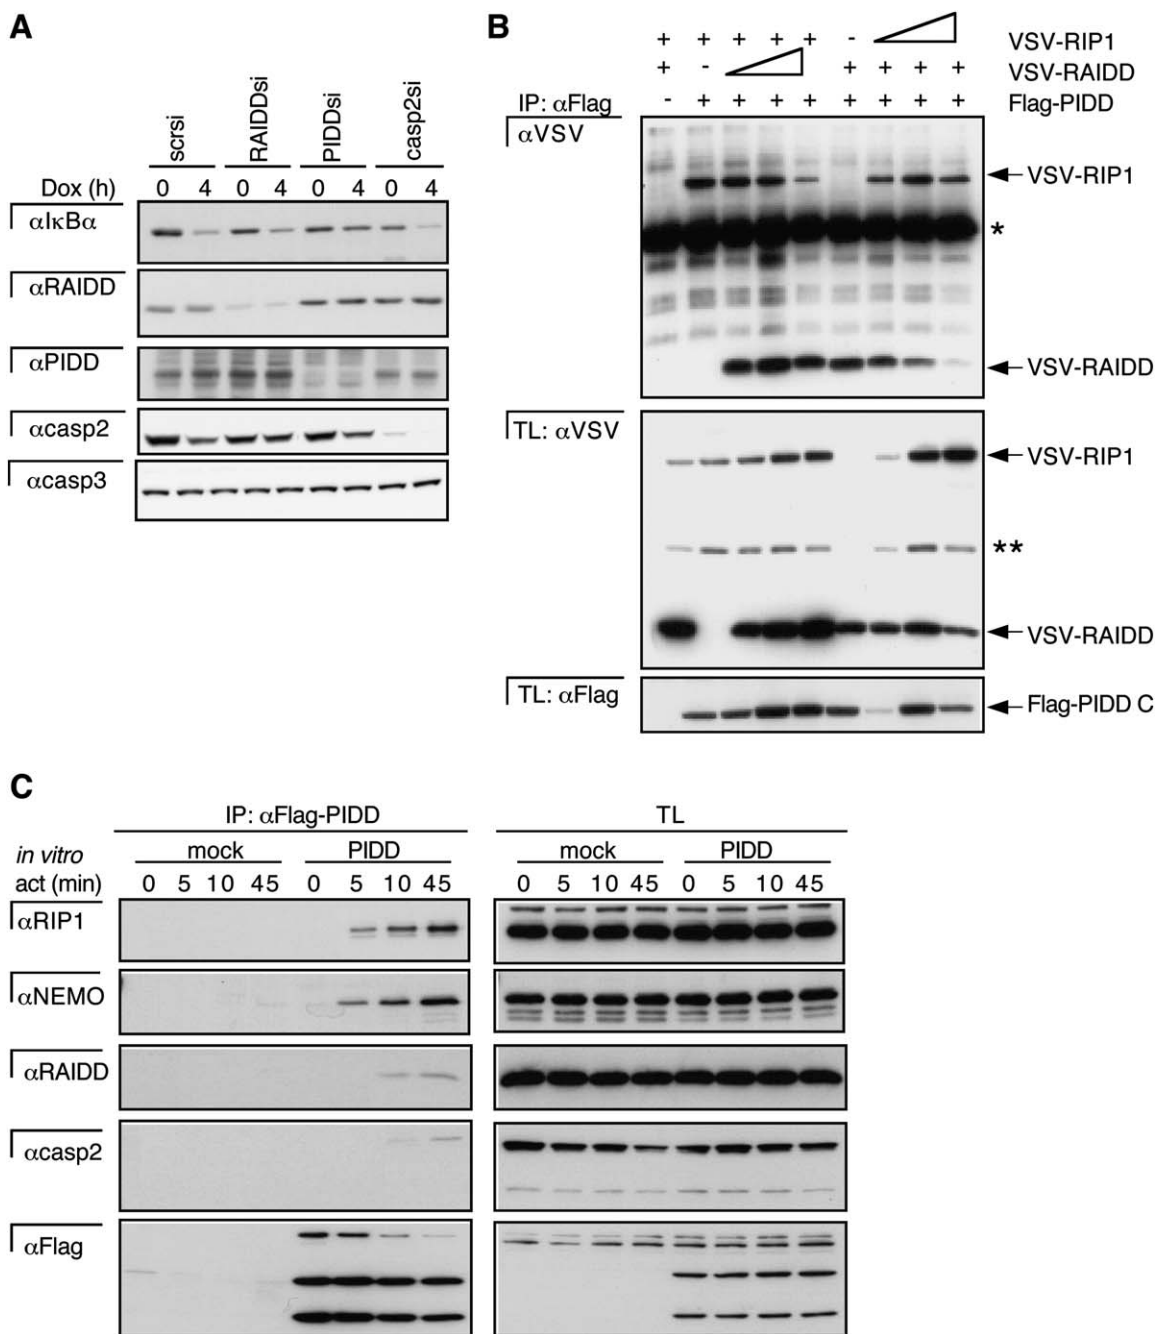 A
scrsi RAIDDsi PIDDsi casp2si
Dox (h) 0 4 0 4 0 4 0 4
αIκBα
αRAIDD
αPIDD
αcasp2
αcasp3
B
+ + + + + - VSV-RIP1
+ - + + + + VSV-RAIDD
IP: αFlag - + + + + + + + + Flag-PIDD
αVSV
VSV-RIP1
*
VSV-RAIDD
TL: αVSV
VSV-RIP1
**
VSV-RAIDD
TL: αFlag
Flag-PIDD C
C
IP: αFlag-PIDD TL
in vitro mock PIDD mock PIDD
act (min) 0 5 10 45 0 5 10 45 0 5 10 45 0 5 10 45
αRIP1
αNEMO
αRAIDD
αcasp2
αFlag